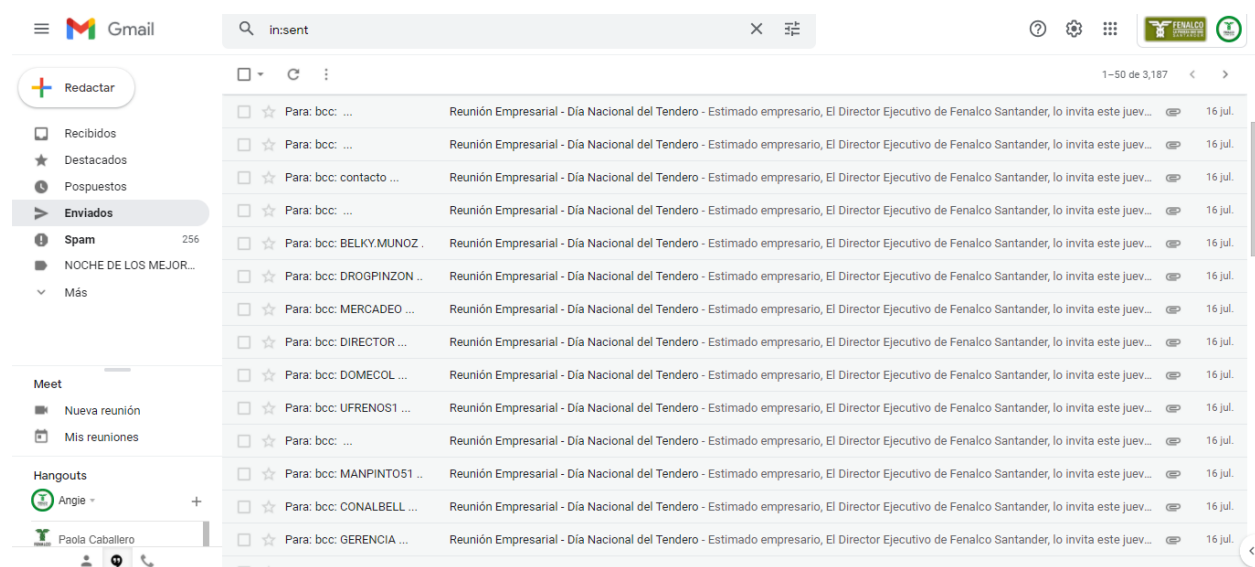 Gmail
in:sent
FENALCO
Redactar
1–50 de 3,187
Recibidos
Destacados
Pospuestos
Enviados
Spam 256
NOCHE DE LOS MEJOR...
Más
Meet
Nueva reunión
Mis reuniones
Hangouts
Angie
Paola Caballero
Para: bcc: ... Reunión Empresarial - Día Nacional del Tendero - Estimado empresario, El Director Ejecutivo de Fenalco Santander, lo invita este juev... 16 jul.
Para: bcc: ... Reunión Empresarial - Día Nacional del Tendero - Estimado empresario, El Director Ejecutivo de Fenalco Santander, lo invita este juev... 16 jul.
Para: bcc: contacto ... Reunión Empresarial - Día Nacional del Tendero - Estimado empresario, El Director Ejecutivo de Fenalco Santander, lo invita este juev... 16 jul.
Para: bcc: ... Reunión Empresarial - Día Nacional del Tendero - Estimado empresario, El Director Ejecutivo de Fenalco Santander, lo invita este juev... 16 jul.
Para: bcc: BELKY.MUNOZ . Reunión Empresarial - Día Nacional del Tendero - Estimado empresario, El Director Ejecutivo de Fenalco Santander, lo invita este juev... 16 jul.
Para: bcc: DROGPINZON .. Reunión Empresarial - Día Nacional del Tendero - Estimado empresario, El Director Ejecutivo de Fenalco Santander, lo invita este juev... 16 jul.
Para: bcc: MERCADEO ... Reunión Empresarial - Día Nacional del Tendero - Estimado empresario, El Director Ejecutivo de Fenalco Santander, lo invita este juev... 16 jul.
Para: bcc: DIRECTOR ... Reunión Empresarial - Día Nacional del Tendero - Estimado empresario, El Director Ejecutivo de Fenalco Santander, lo invita este juev... 16 jul.
Para: bcc: DOMECOL ... Reunión Empresarial - Día Nacional del Tendero - Estimado empresario, El Director Ejecutivo de Fenalco Santander, lo invita este juev... 16 jul.
Para: bcc: UFRENOS1 ... Reunión Empresarial - Día Nacional del Tendero - Estimado empresario, El Director Ejecutivo de Fenalco Santander, lo invita este juev... 16 jul.
Para: bcc: ... Reunión Empresarial - Día Nacional del Tendero - Estimado empresario, El Director Ejecutivo de Fenalco Santander, lo invita este juev... 16 jul.
Para: bcc: MANPINTO51 .. Reunión Empresarial - Día Nacional del Tendero - Estimado empresario, El Director Ejecutivo de Fenalco Santander, lo invita este juev... 16 jul.
Para: bcc: CONALBELL ... Reunión Empresarial - Día Nacional del Tendero - Estimado empresario, El Director Ejecutivo de Fenalco Santander, lo invita este juev... 16 jul.
Para: bcc: GERENCIA ... Reunión Empresarial - Día Nacional del Tendero - Estimado empresario, El Director Ejecutivo de Fenalco Santander, lo invita este juev... 16 jul.